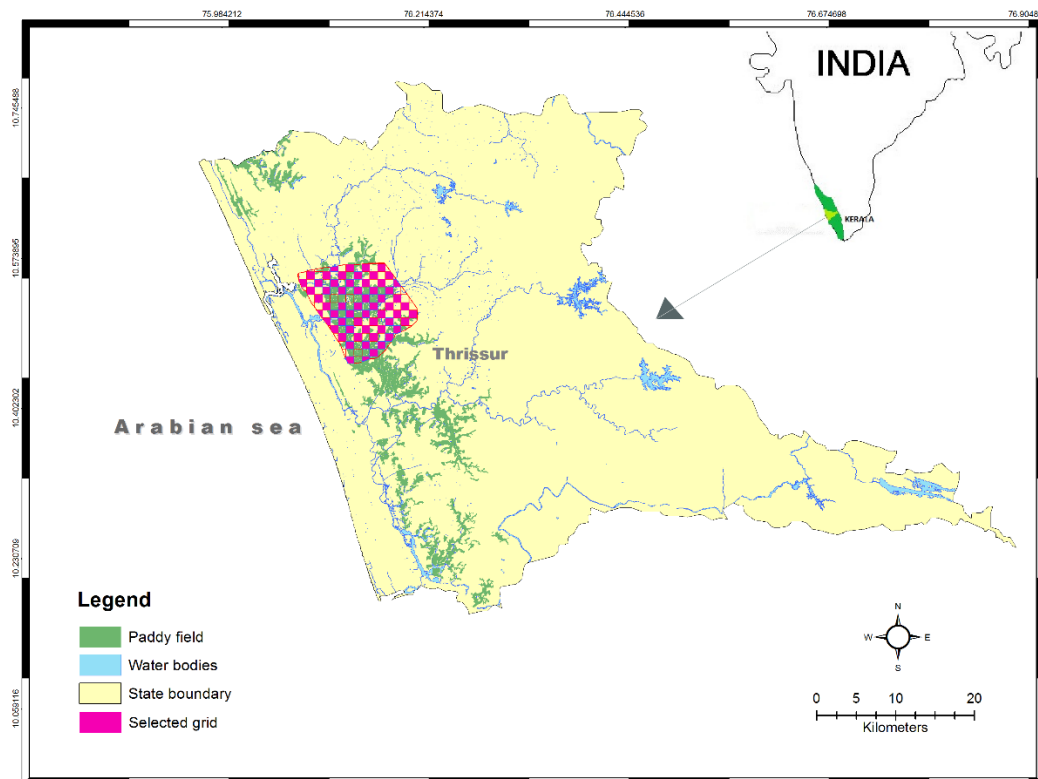 75.984212
76.214374
76.444536
76.674698
76.9048
10.745488
10.573895
10.402302
10.230709
10.059116
INDIA
KERALA
Thrissur
Arabian sea
Legend
Paddy field
Water bodies
State boundary
Selected grid
N
W E
S
0 5 10 20
Kilometers